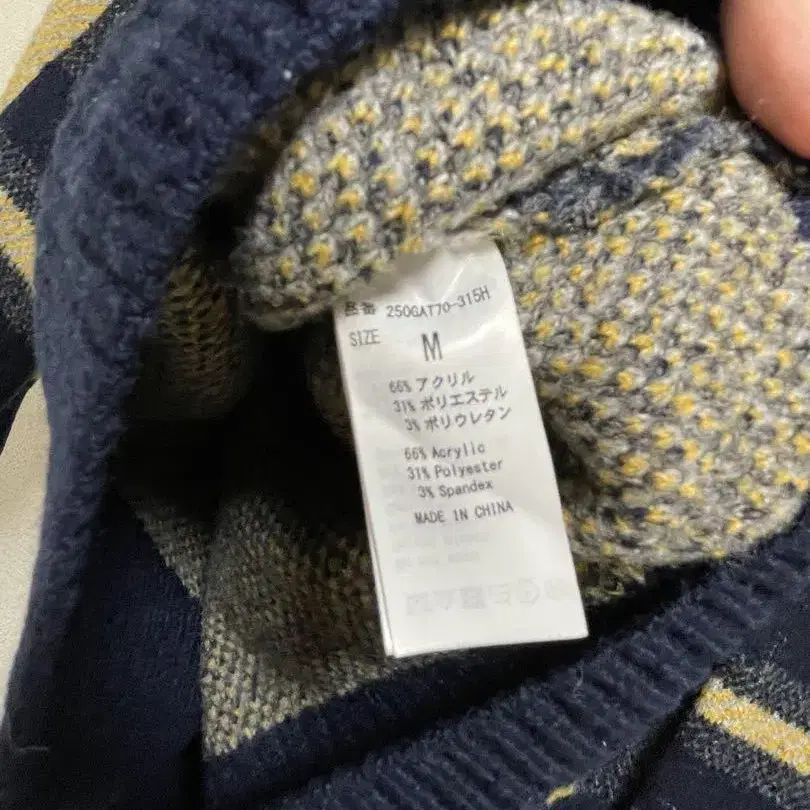 品番 250GAT70-315H
SIZE M
66% アクリル
31% ポリエステル
3% ポリウレタン
66% Acrylic
31% Polyester
3% Spandex
MADE IN CHINA